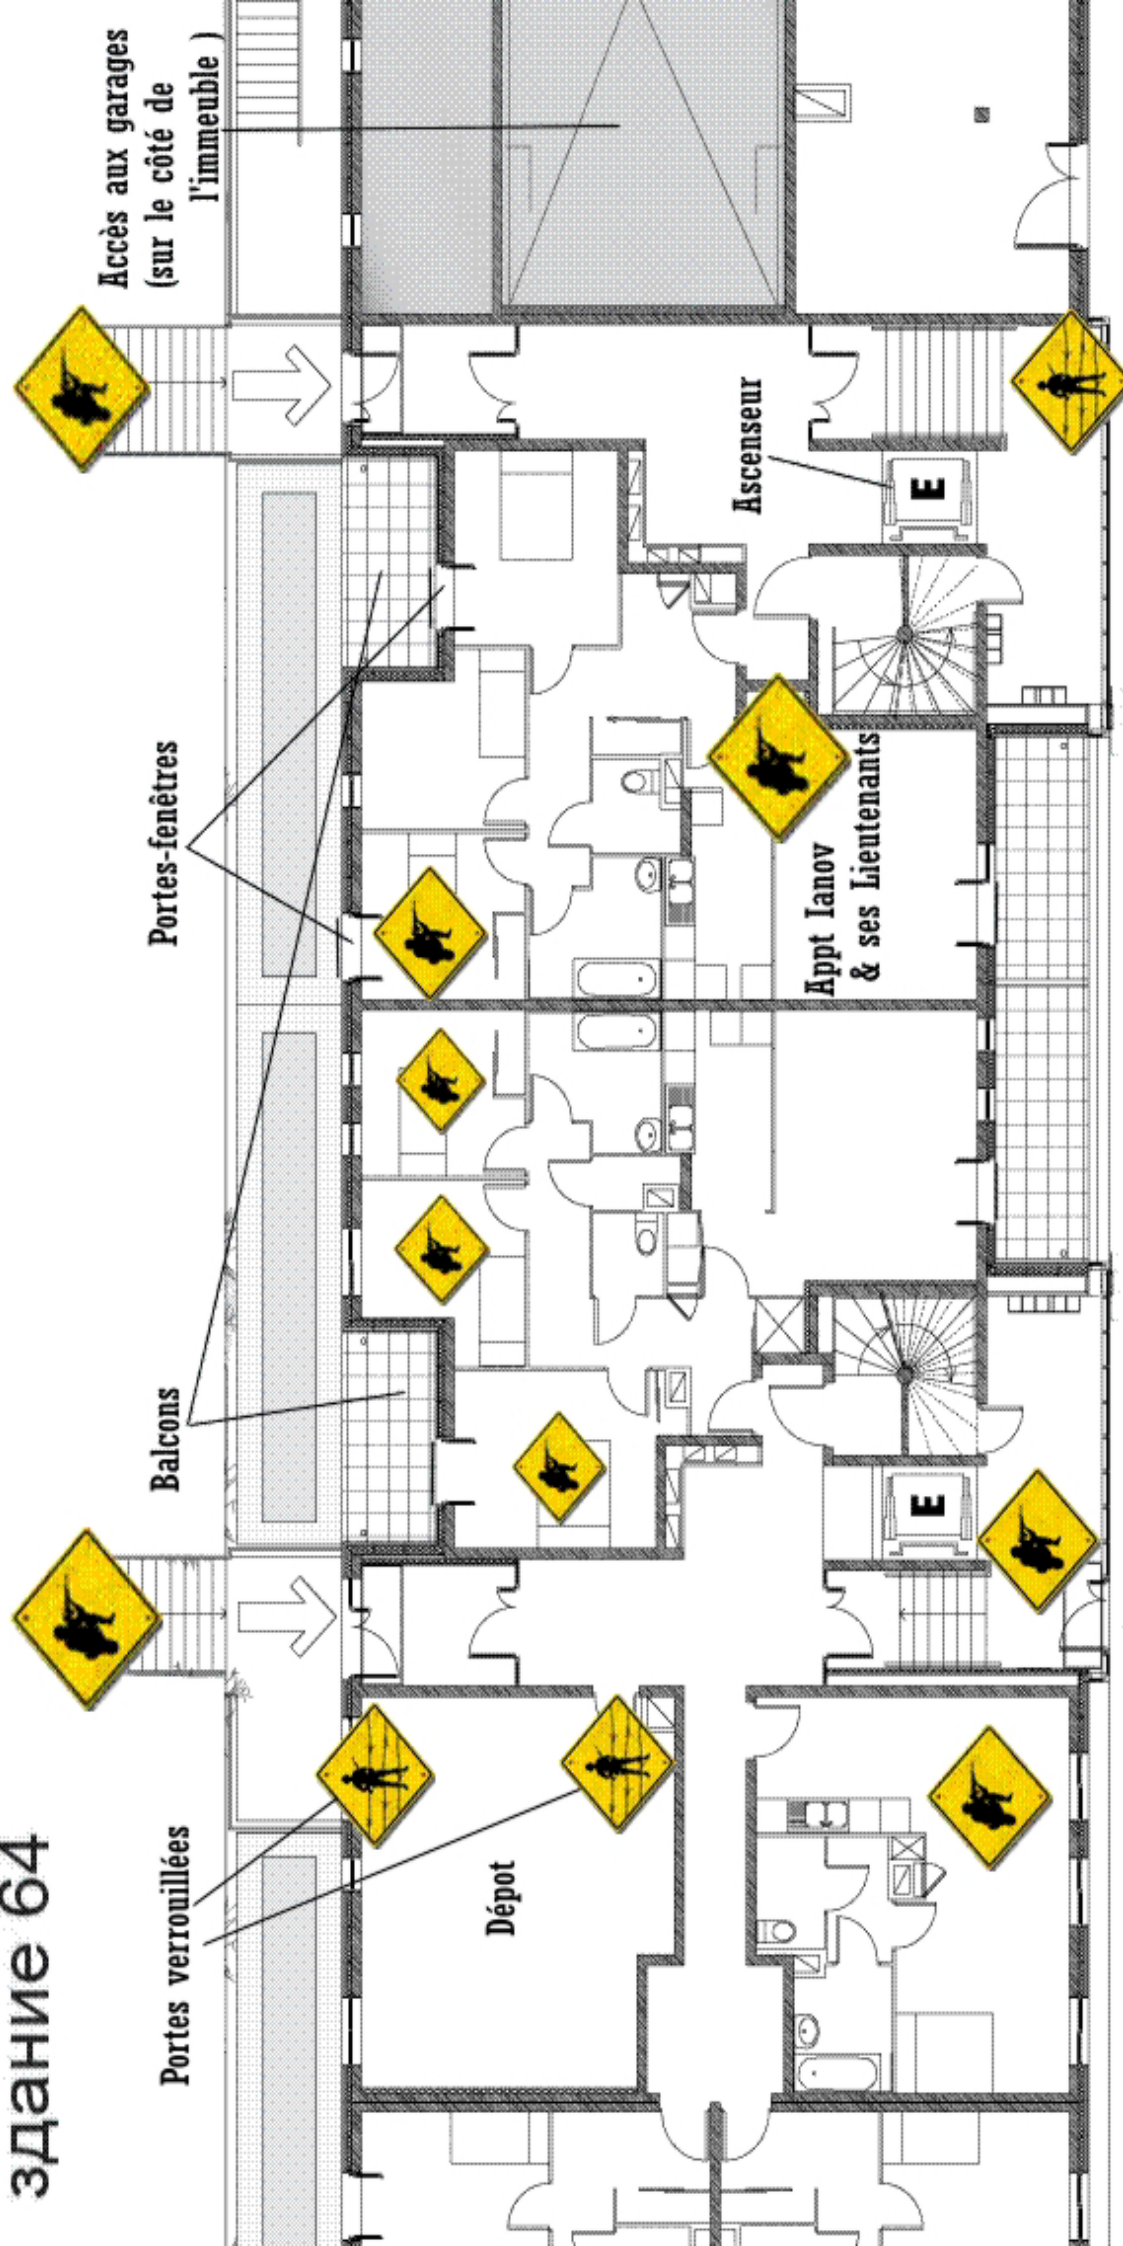 здание 64
Portes verrouillées
Balcons
Portes-fenêtres
Accès aux garages
(sur le côté de
l'immeuble )
Dépot
Appt Ianov
& ses Lieutenants
Ascenseur
E
E